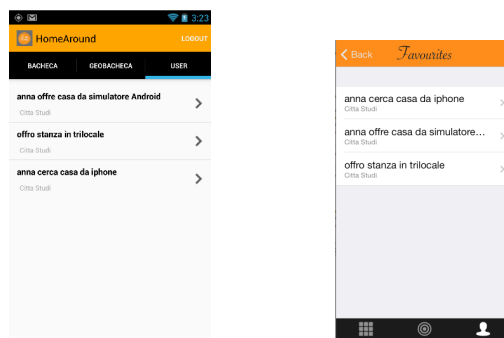 3:23
HomeAround
LOGOUT
BACHECA
GEOBACHECA
USER
anna offre casa da simulatore Android
Citta Studi
offro stanza in trilocale
Citta Studi
anna cerca casa da iphone
Citta Studi
Back
Favourites
anna cerca casa da iphone
Citta Studi
anna offre casa da simulatore...
Citta Studi
offro stanza in trilocale
Citta Studi